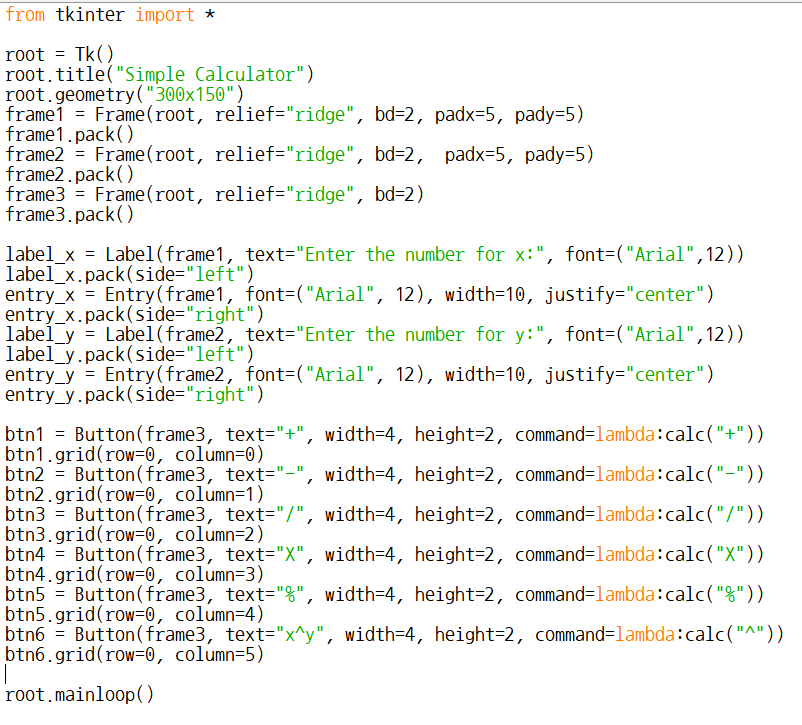 from tkinter import *

root = Tk()
root.title("Simple Calculator")
root.geometry("300x150")
frame1 = Frame(root, relief="ridge", bd=2, padx=5, pady=5)
frame1.pack()
frame2 = Frame(root, relief="ridge", bd=2,  padx=5, pady=5)
frame2.pack()
frame3 = Frame(root, relief="ridge", bd=2)
frame3.pack()

label_x = Label(frame1, text="Enter the number for x:", font=("Arial",12))
label_x.pack(side="left")
entry_x = Entry(frame1, font=("Arial", 12), width=10, justify="center")
entry_x.pack(side="right")
label_y = Label(frame2, text="Enter the number for y:", font=("Arial",12))
label_y.pack(side="left")
entry_y = Entry(frame2, font=("Arial", 12), width=10, justify="center")
entry_y.pack(side="right")

btn1 = Button(frame3, text="+", width=4, height=2, command=lambda:calc("+"))
btn1.grid(row=0, column=0)
btn2 = Button(frame3, text="-", width=4, height=2, command=lambda:calc("-"))
btn2.grid(row=0, column=1)
btn3 = Button(frame3, text="/", width=4, height=2, command=lambda:calc("/"))
btn3.grid(row=0, column=2)
btn4 = Button(frame3, text="X", width=4, height=2, command=lambda:calc("X"))
btn4.grid(row=0, column=3)
btn5 = Button(frame3, text="%", width=4, height=2, command=lambda:calc("%"))
btn5.grid(row=0, column=4)
btn6 = Button(frame3, text="x^y", width=4, height=2, command=lambda:calc("^"))
btn6.grid(row=0, column=5)

root.mainloop()